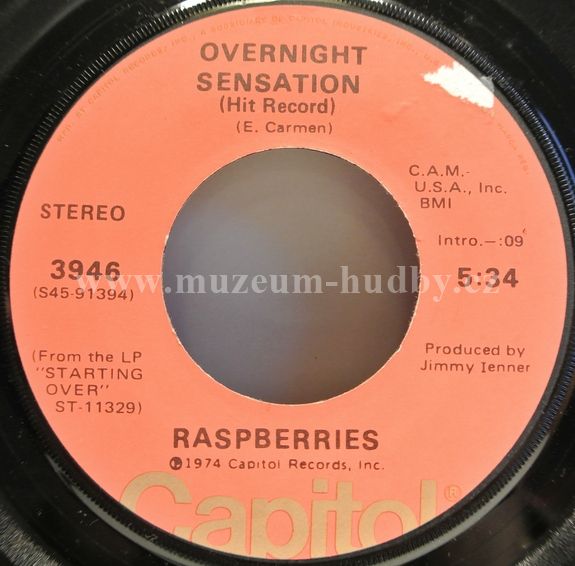 OVERNIGHT
SENSATION
(Hit Record)
(E. Carmen)
C.A.M.-
U.S.A., Inc.
BMI
STEREO
Intro.—:09
3946
5:34
(S45-91394)
www.muzeum-hudby.cz
(From the LP
"STARTING
OVER"
ST-11329)
Produced by
Jimmy Ienner
RASPBERRIES
℗1974 Capitol Records, Inc.
Capitol®